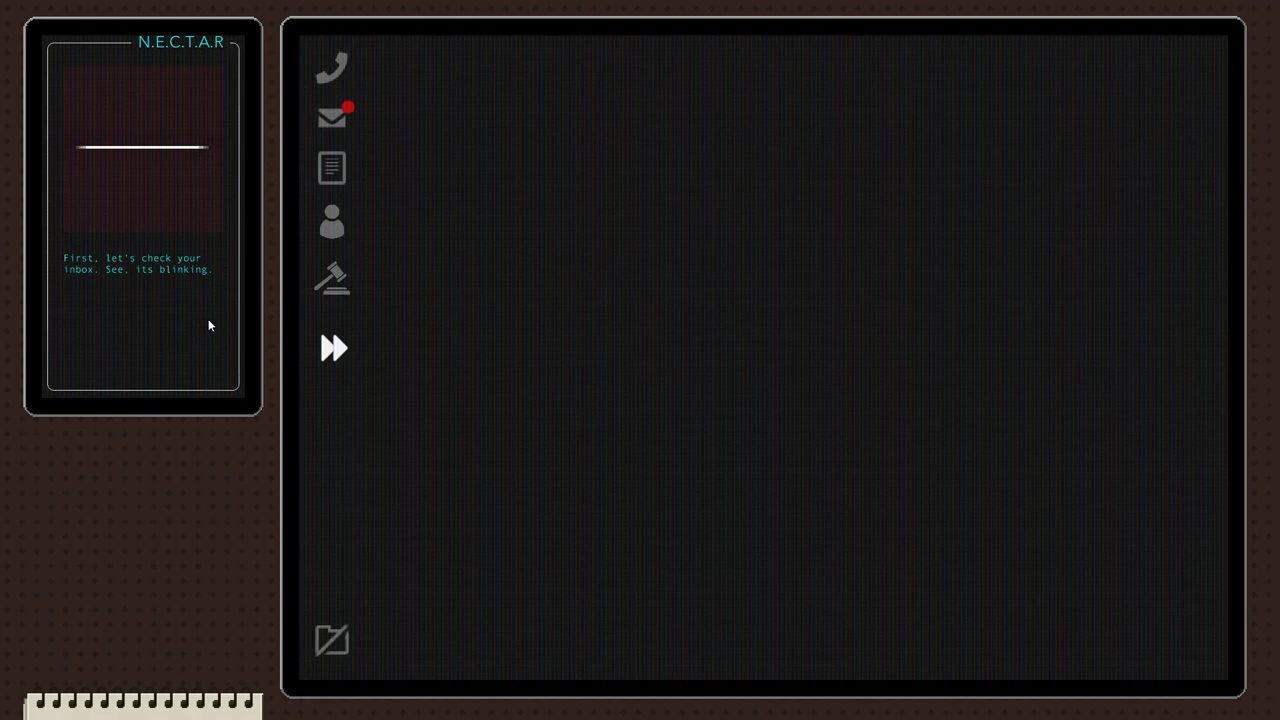 N.E.C.T.A.R
First, let's check your
inbox. See, its blinking.